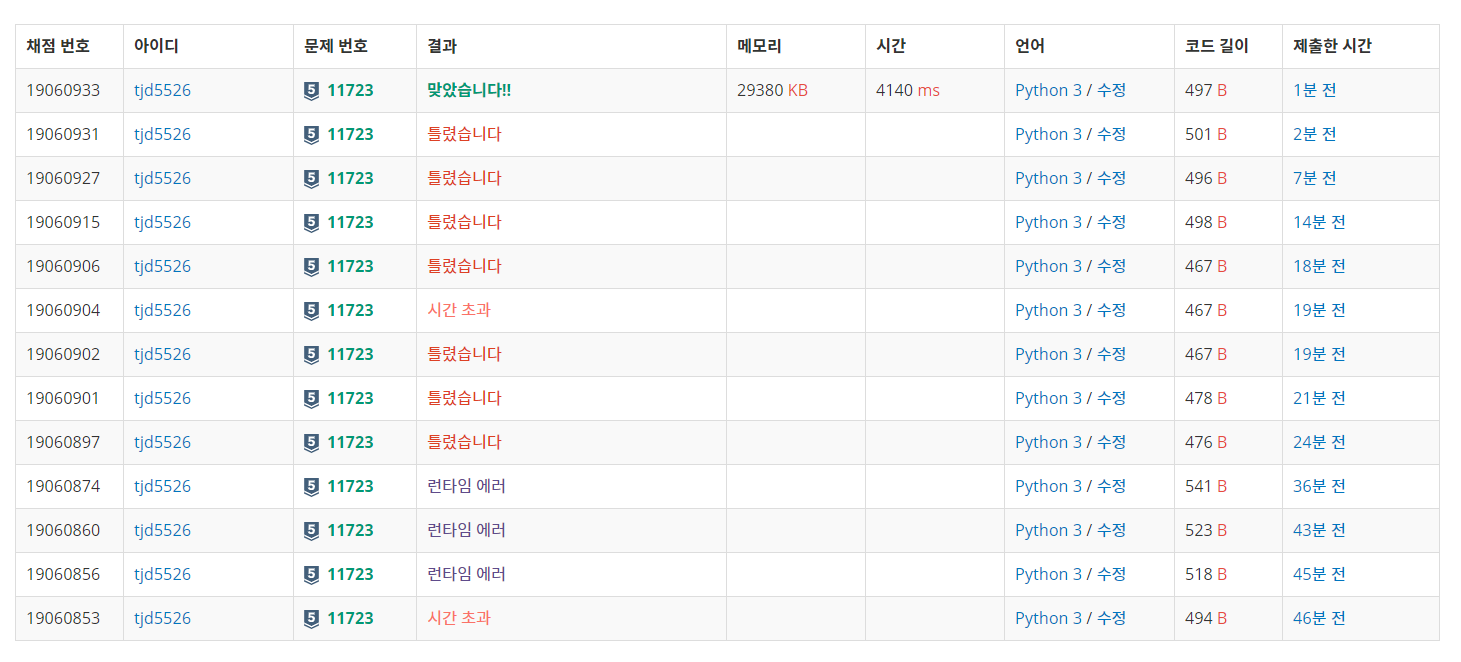 채점 번호 아이디 문제 번호 결과 메모리 시간 언어 코드 길이 제출한 시간
19060933 tjd5526 5 11723 맞았습니다!! 29380 KB 4140 ms Python 3 / 수정 497 B 1분 전
19060931 tjd5526 5 11723 틀렸습니다 Python 3 / 수정 501 B 2분 전
19060927 tjd5526 5 11723 틀렸습니다 Python 3 / 수정 496 B 7분 전
19060915 tjd5526 5 11723 틀렸습니다 Python 3 / 수정 498 B 14분 전
19060906 tjd5526 5 11723 틀렸습니다 Python 3 / 수정 467 B 18분 전
19060904 tjd5526 5 11723 시간 초과 Python 3 / 수정 467 B 19분 전
19060902 tjd5526 5 11723 틀렸습니다 Python 3 / 수정 467 B 19분 전
19060901 tjd5526 5 11723 틀렸습니다 Python 3 / 수정 478 B 21분 전
19060897 tjd5526 5 11723 틀렸습니다 Python 3 / 수정 476 B 24분 전
19060874 tjd5526 5 11723 런타임 에러 Python 3 / 수정 541 B 36분 전
19060860 tjd5526 5 11723 런타임 에러 Python 3 / 수정 523 B 43분 전
19060856 tjd5526 5 11723 런타임 에러 Python 3 / 수정 518 B 45분 전
19060853 tjd5526 5 11723 시간 초과 Python 3 / 수정 494 B 46분 전